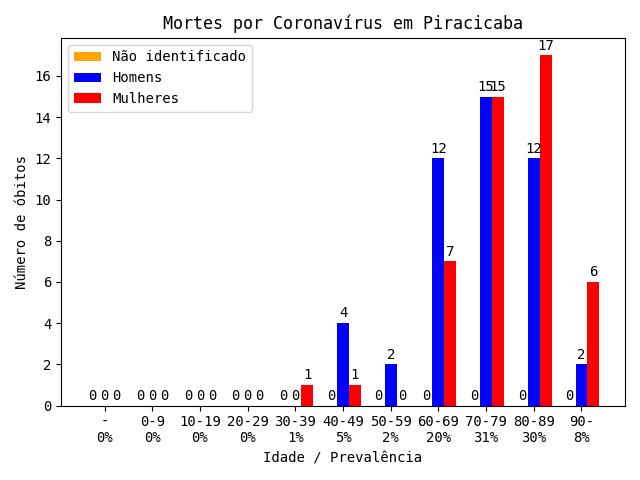 Mortes por Coronavírus em Piracicaba
Não identificado
Homens
Mulheres
Número de óbitos
16
14
12
10
8
6
4
2
0
0 0 0 0 0 0 0 0 0 0 0 0 0 0 1 0 4 1 0 2 0 0 12 7 0 15 15 0 12 17 0 2 6
- 0-9 10-19 20-29 30-39 40-49 50-59 60-69 70-79 80-89 90-
0% 0% 0% 0% 1% 5% 2% 20% 31% 30% 8%
Idade / Prevalência